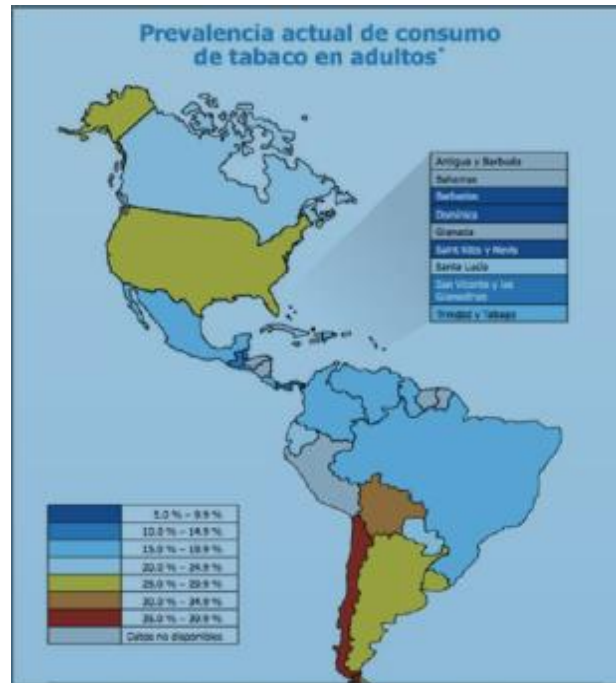 Prevalencia actual de consumo
de tabaco en adultos*
Antigua y Barbuda
Bahamas
Barbados
Dominica
Granada
Saint Kitts y Nevis
Santa Lucía
San Vicente y las
Granadinas
Trinidad y Tabago
5.0 % – 9.9 %
10.0 % – 14.9 %
15.0 % – 19.9 %
20.0 % – 24.9 %
25.0 % – 29.9 %
30.0 % – 34.9 %
35.0 % – 39.9 %
Datos no disponibles